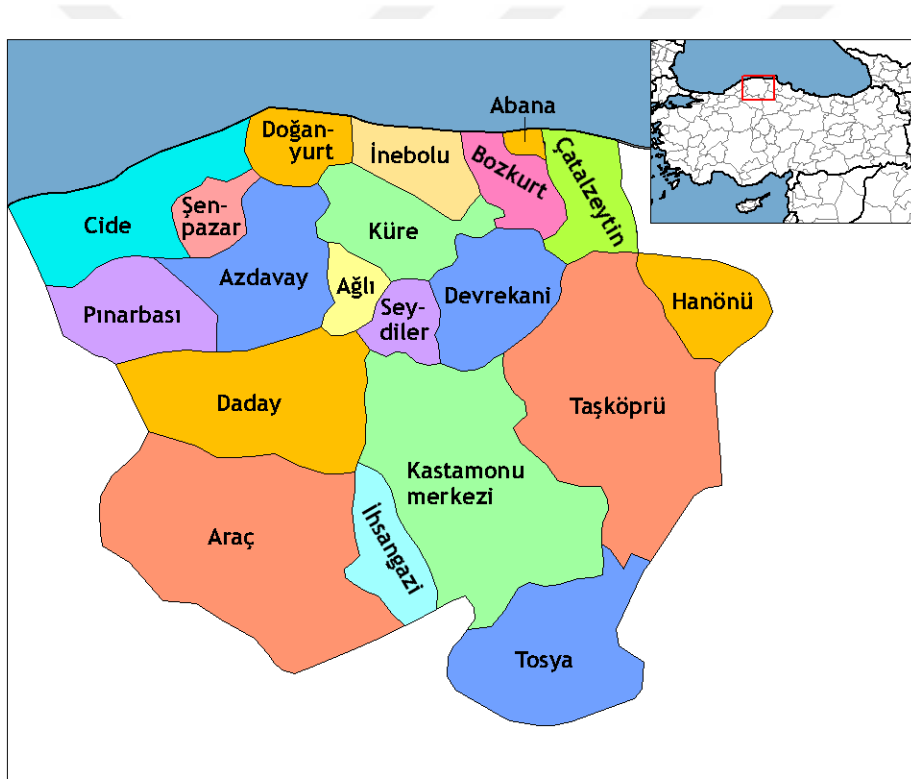 Abana
Doğan-
yurt
İnebolu
Bozkurt
Çatalzeytin
Cide
Şen-
pazar
Küre
Azdavay
Ağlı
Sey-
diler
Devrekani
Hanönü
Pınarbası
Daday
Taşköprü
Kastamonu
merkezi
Araç
İhsangazi
Tosya